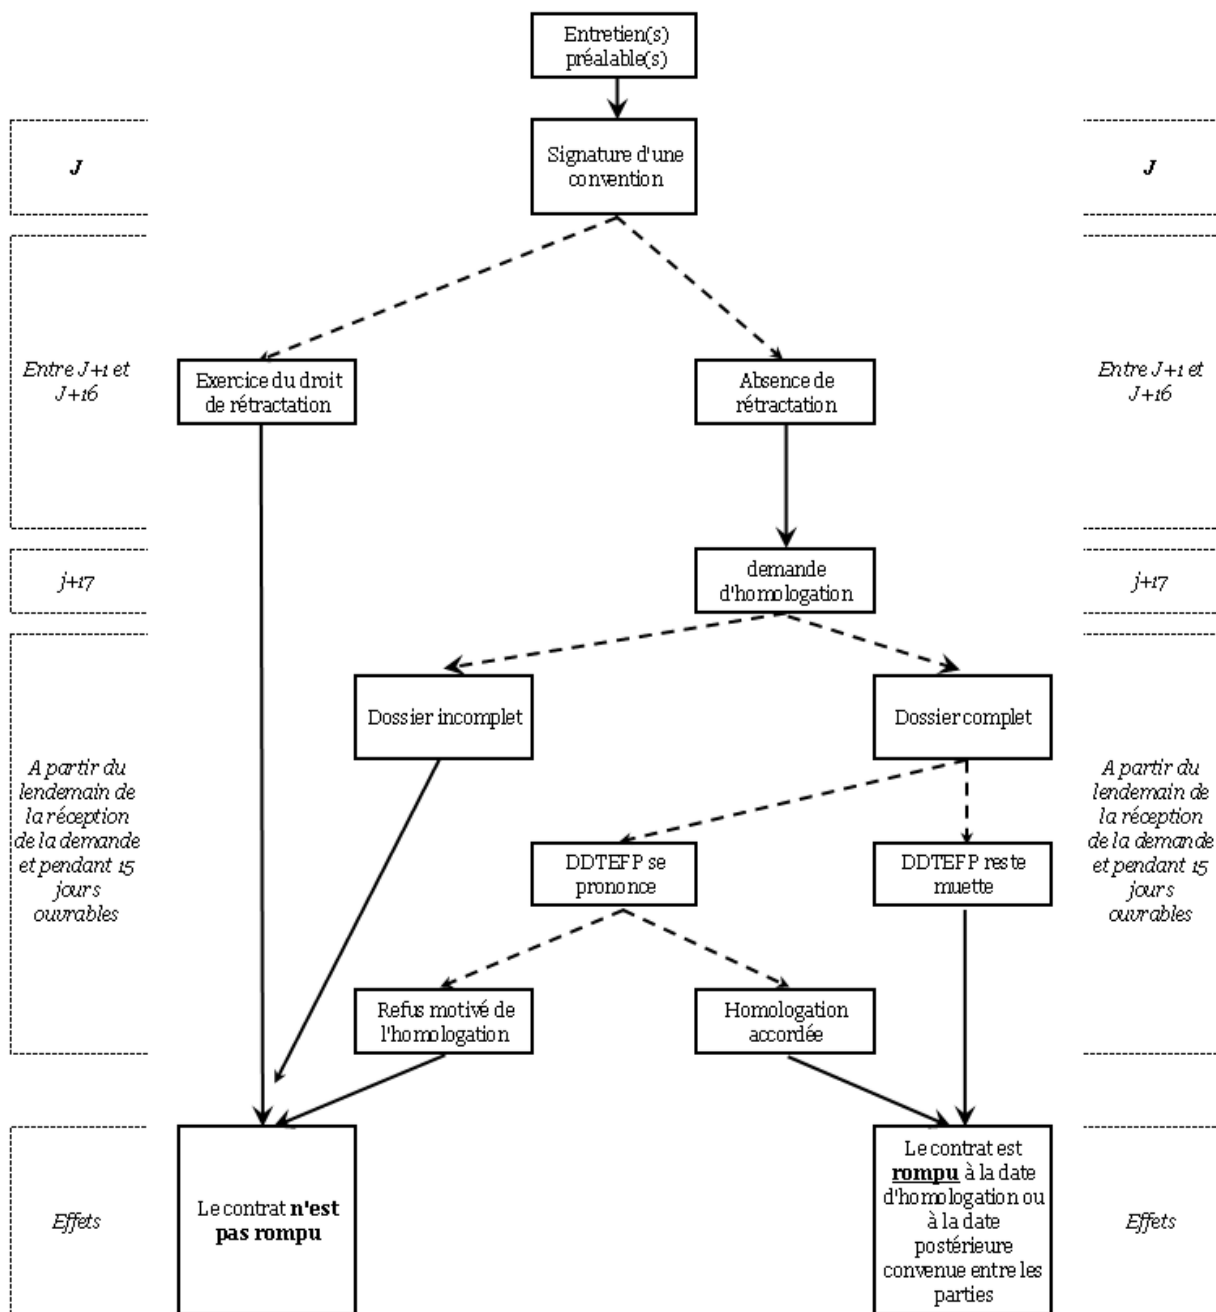 Entretien(s)
préalable(s)
J
Signature d'une
convention
J
Entre J+1 et
J+16
Exercice du droit
de rétractation
Absence de
rétractation
Entre J+1 et
J+16
j+17
demande
d'homologation
j+17
Dossier incomplet
Dossier complet
A partir du
lendemain de
la réception
de la demande
et pendant 15
jours
ouvrables
DDTEFP se
prononce
DDTEFP reste
muette
A partir du
lendemain de
la réception
de la demande
et pendant 15
jours
ouvrables
Refus motivé de
l'homologation
Homologation
accordée
Effets
Le contrat n'est
pas rompu
Le contrat est
rompu à la date
d'homologation ou
à la date
postérieure
convenue entre les
parties
Effets